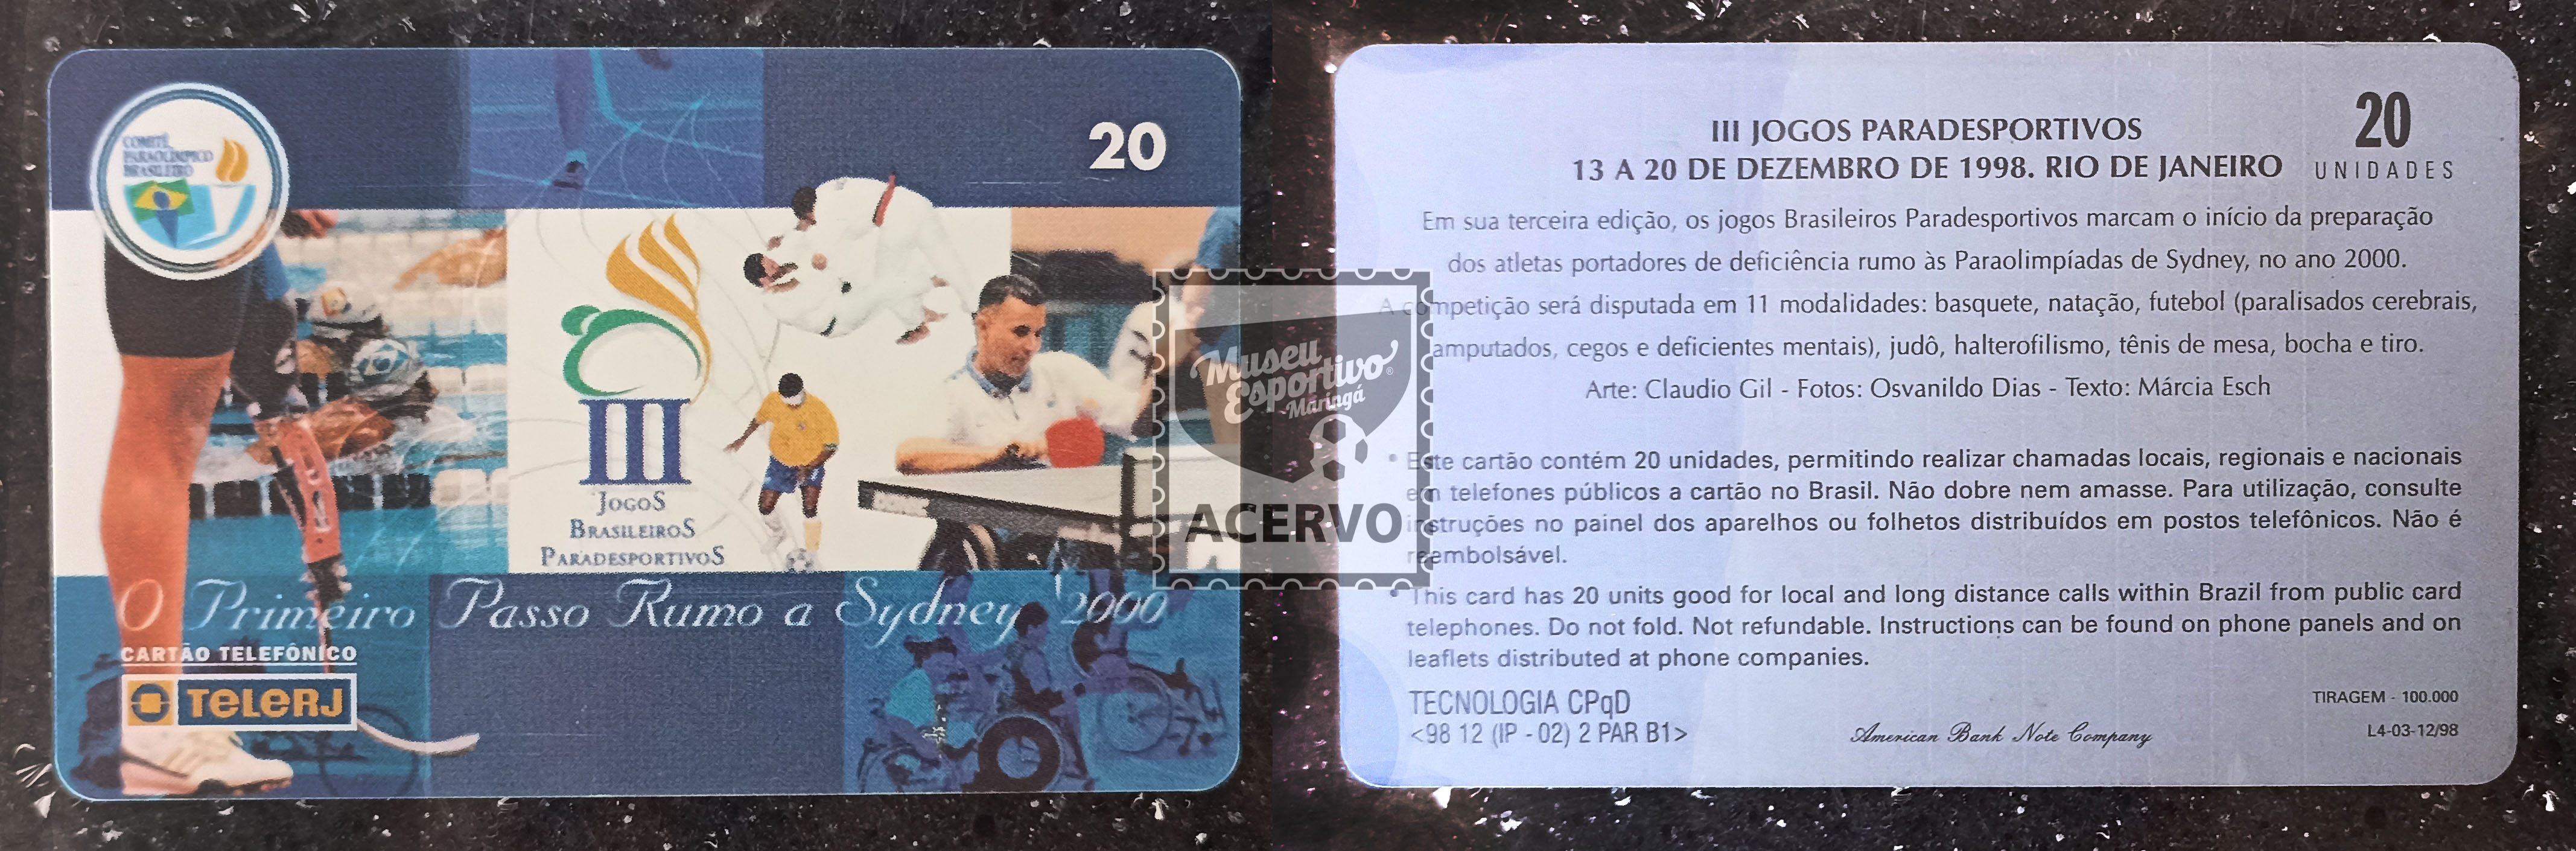 COMITÊ
PARAOLÍMPICO
BRASILEIRO
20
III
JOGOS
BRASILEIROS
PARADESPORTIVOS
O Primeiro Passo Rumo a Sydney '2000
CARTÃO TELEFÔNICO
TELERJ
Museu
Esportivo®
Maringá
ACERVO
III JOGOS PARADESPORTIVOS
13 A 20 DE DEZEMBRO DE 1998. RIO DE JANEIRO
20
UNIDADES
Em sua terceira edição, os jogos Brasileiros Paradesportivos marcam o início da preparação
dos atletas portadores de deficiência rumo às Paraolimpíadas de Sydney, no ano 2000.
A competição será disputada em 11 modalidades: basquete, natação, futebol (paralisados cerebrais,
amputados, cegos e deficientes mentais), judô, halterofilismo, tênis de mesa, bocha e tiro.
Arte: Claudio Gil - Fotos: Osvanildo Dias - Texto: Márcia Esch
• Este cartão contém 20 unidades, permitindo realizar chamadas locais, regionais e nacionais
em telefones públicos a cartão no Brasil. Não dobre nem amasse. Para utilização, consulte
instruções no painel dos aparelhos ou folhetos distribuídos em postos telefônicos. Não é
reembolsável.
• This card has 20 units good for local and long distance calls within Brazil from public card
telephones. Do not fold. Not refundable. Instructions can be found on phone panels and on
leaflets distributed at phone companies.
TECNOLOGIA CPqD
<98 12 (IP - 02) 2 PAR B1>
American Bank Note Company
TIRAGEM - 100.000
L4-03-12/98